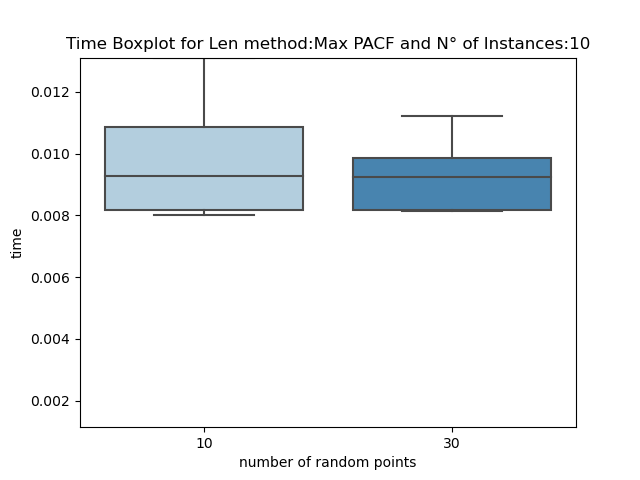 Time Boxplot for Len method:Max PACF and N° of Instances:10
0.012
0.010
0.008
0.006
0.004
0.002
time
10
30
number of random points